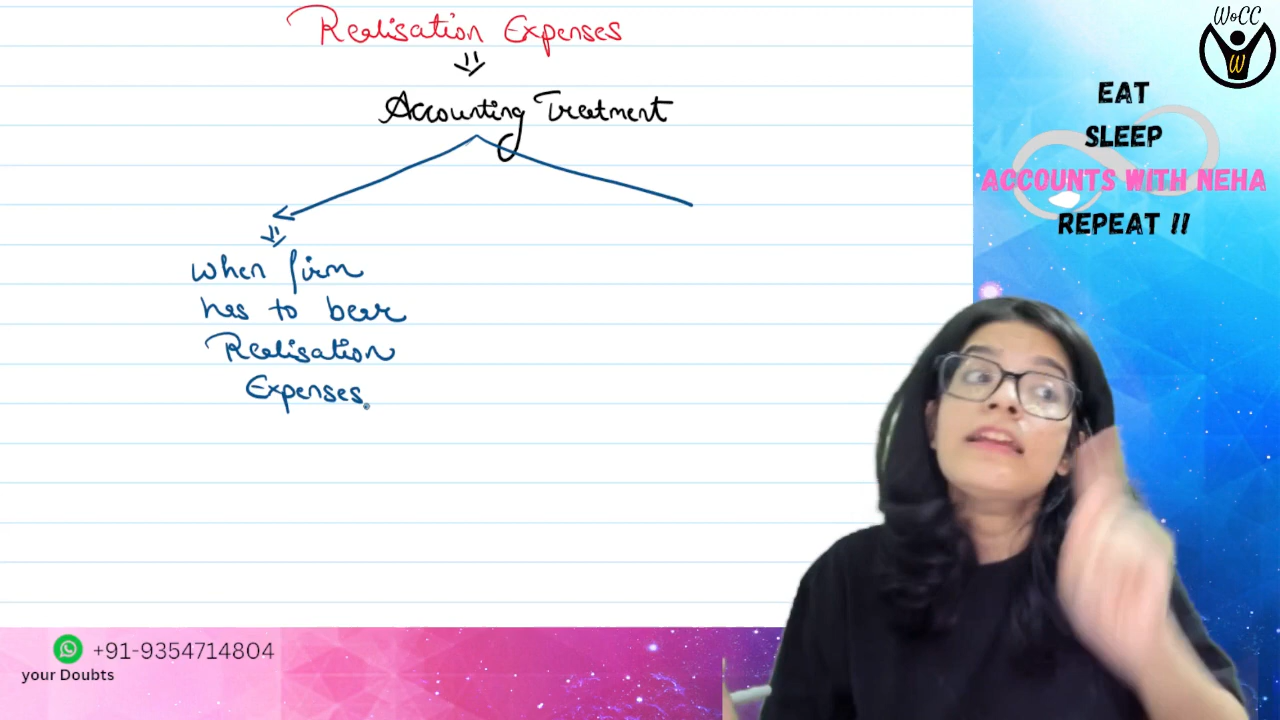 Realisation Expenses
Accounting Treatment
when firm
has to bear
Realisation
Expenses.
WoCC
W
EAT
SLEEP
ACCOUNTS WITH NEHA
REPEAT !!
+91-9354714804
your Doubts